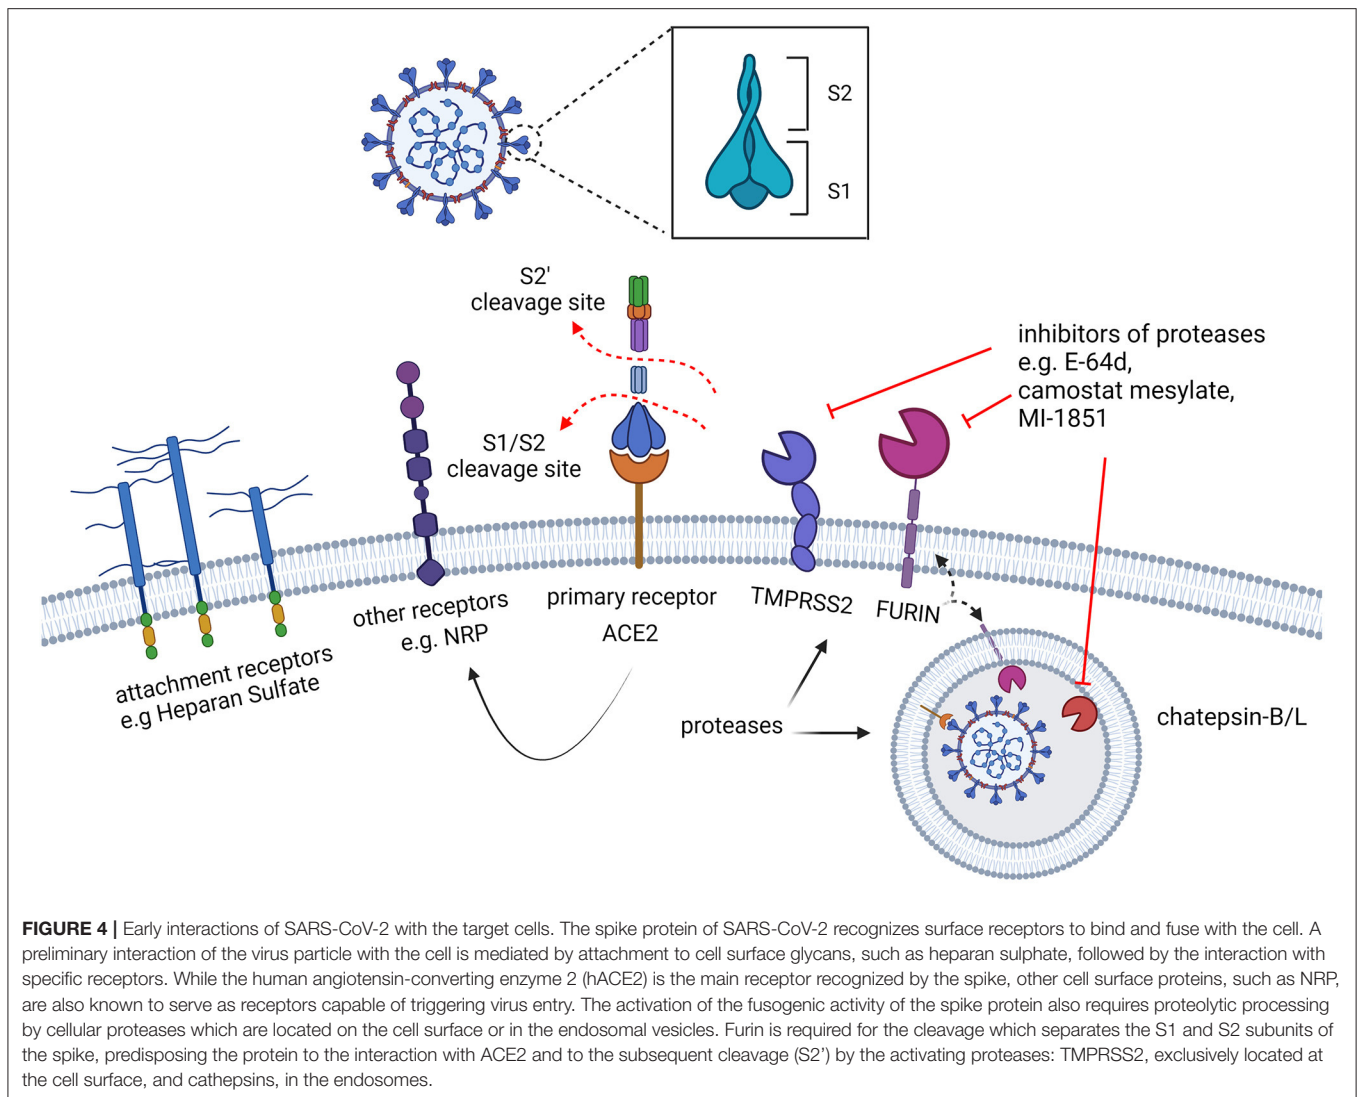 S2
S1
S2'
cleavage site
S1/S2
cleavage site
inhibitors of proteases
e.g. E-64d,
camostat mesylate,
MI-1851
attachment receptors
e.g Heparan Sulfate
other receptors
e.g. NRP
primary receptor
ACE2
TMPRSS2
FURIN
proteases
chatepsin-B/L
FIGURE 4 | Early interactions of SARS-CoV-2 with the target cells. The spike protein of SARS-CoV-2 recognizes surface receptors to bind and fuse with the cell. A
preliminary interaction of the virus particle with the cell is mediated by attachment to cell surface glycans, such as heparan sulphate, followed by the interaction with
specific receptors. While the human angiotensin-converting enzyme 2 (hACE2) is the main receptor recognized by the spike, other cell surface proteins, such as NRP,
are also known to serve as receptors capable of triggering virus entry. The activation of the fusogenic activity of the spike protein also requires proteolytic processing
by cellular proteases which are located on the cell surface or in the endosomal vesicles. Furin is required for the cleavage which separates the S1 and S2 subunits of
the spike, predisposing the protein to the interaction with ACE2 and to the subsequent cleavage (S2’) by the activating proteases: TMPRSS2, exclusively located at
the cell surface, and cathepsins, in the endosomes.